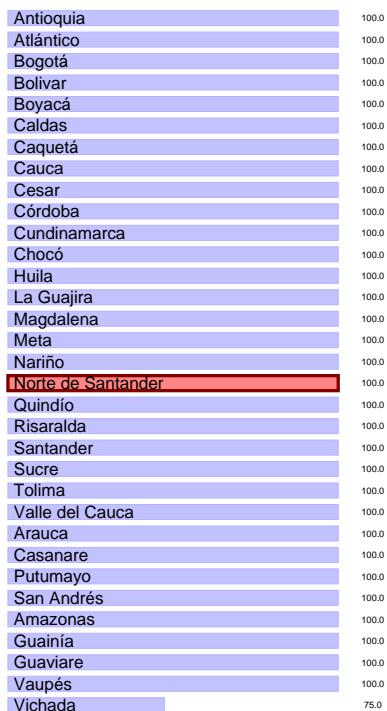 Antioquia 100.0
Atlántico 100.0
Bogotá 100.0
Bolivar 100.0
Boyacá 100.0
Caldas 100.0
Caquetá 100.0
Cauca 100.0
Cesar 100.0
Córdoba 100.0
Cundinamarca 100.0
Chocó 100.0
Huila 100.0
La Guajira 100.0
Magdalena 100.0
Meta 100.0
Nariño 100.0
Norte de Santander 100.0
Quindío 100.0
Risaralda 100.0
Santander 100.0
Sucre 100.0
Tolima 100.0
Valle del Cauca 100.0
Arauca 100.0
Casanare 100.0
Putumayo 100.0
San Andrés 100.0
Amazonas 100.0
Guainía 100.0
Guaviare 100.0
Vaupés 100.0
Vichada 75.0